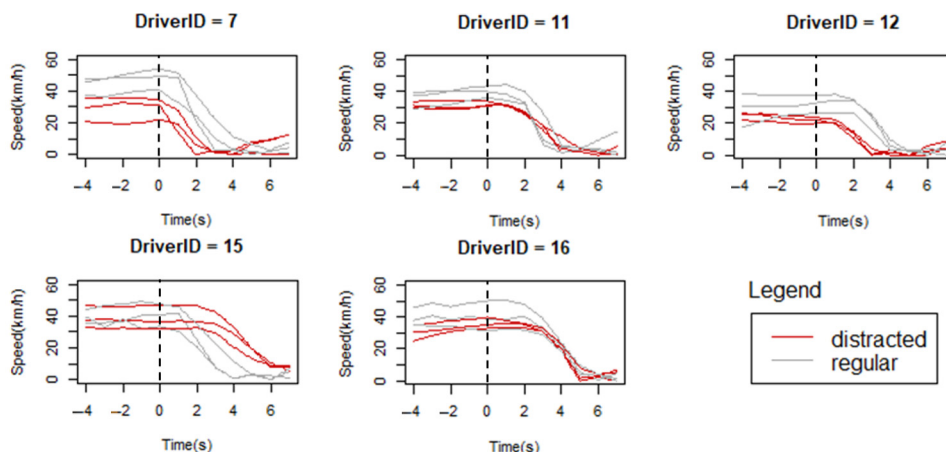 DriverID = 7
DriverID = 11
DriverID = 12
Speed(km/h)
60
40
20
0
−4 −2 0 2 4 6
Time(s)
Speed(km/h)
60
40
20
0
−4 −2 0 2 4 6
Time(s)
Speed(km/h)
60
40
20
0
−4 −2 0 2 4 6
Time(s)
DriverID = 15
DriverID = 16
Speed(km/h)
60
40
20
0
−4 −2 0 2 4 6
Time(s)
Speed(km/h)
60
40
20
0
−4 −2 0 2 4 6
Time(s)
Legend
distracted
regular